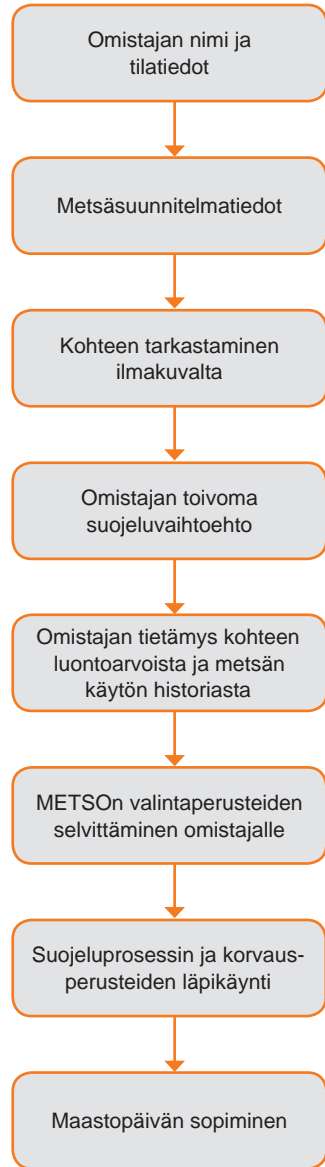 Omistajan nimi ja
tilatiedot
Metsäsuunnitelmatiedot
Kohteen tarkastaminen
ilmakuvalta
Omistajan toivoma
suojeluvaihtoehto
Omistajan tietämys kohteen
luontoarvoista ja metsän
käytön historiasta
METSOn valintaperusteiden
selvittäminen omistajalle
Suojeluprosessin ja korvaus-
perusteiden läpikäynti
Maastopäivän sopiminen